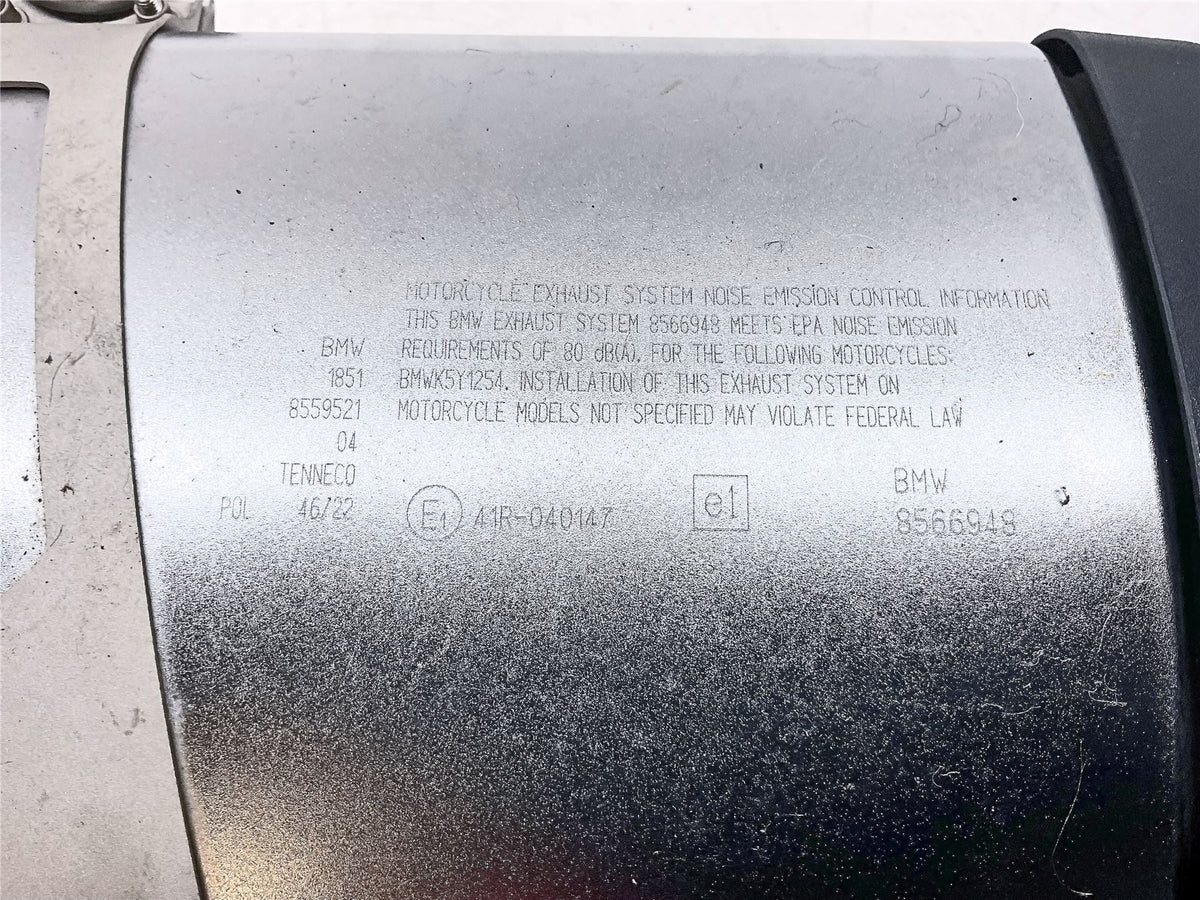 MOTORCYCLE EXHAUST SYSTEM NOISE EMISSION CONTROL INFORMATION
THIS BMW EXHAUST SYSTEM 8566948 MEETS EPA NOISE EMISSION
REQUIREMENTS OF 80 dB(A). FOR THE FOLLOWING MOTORCYCLES:
BMWK5Y1254. INSTALLATION OF THIS EXHAUST SYSTEM ON
MOTORCYCLE MODELS NOT SPECIFIED MAY VIOLATE FEDERAL LAW
BMW
1851
8559521
04
TENNECO
POL 46/22
E1 41R-040147
e1
BMW
8566948